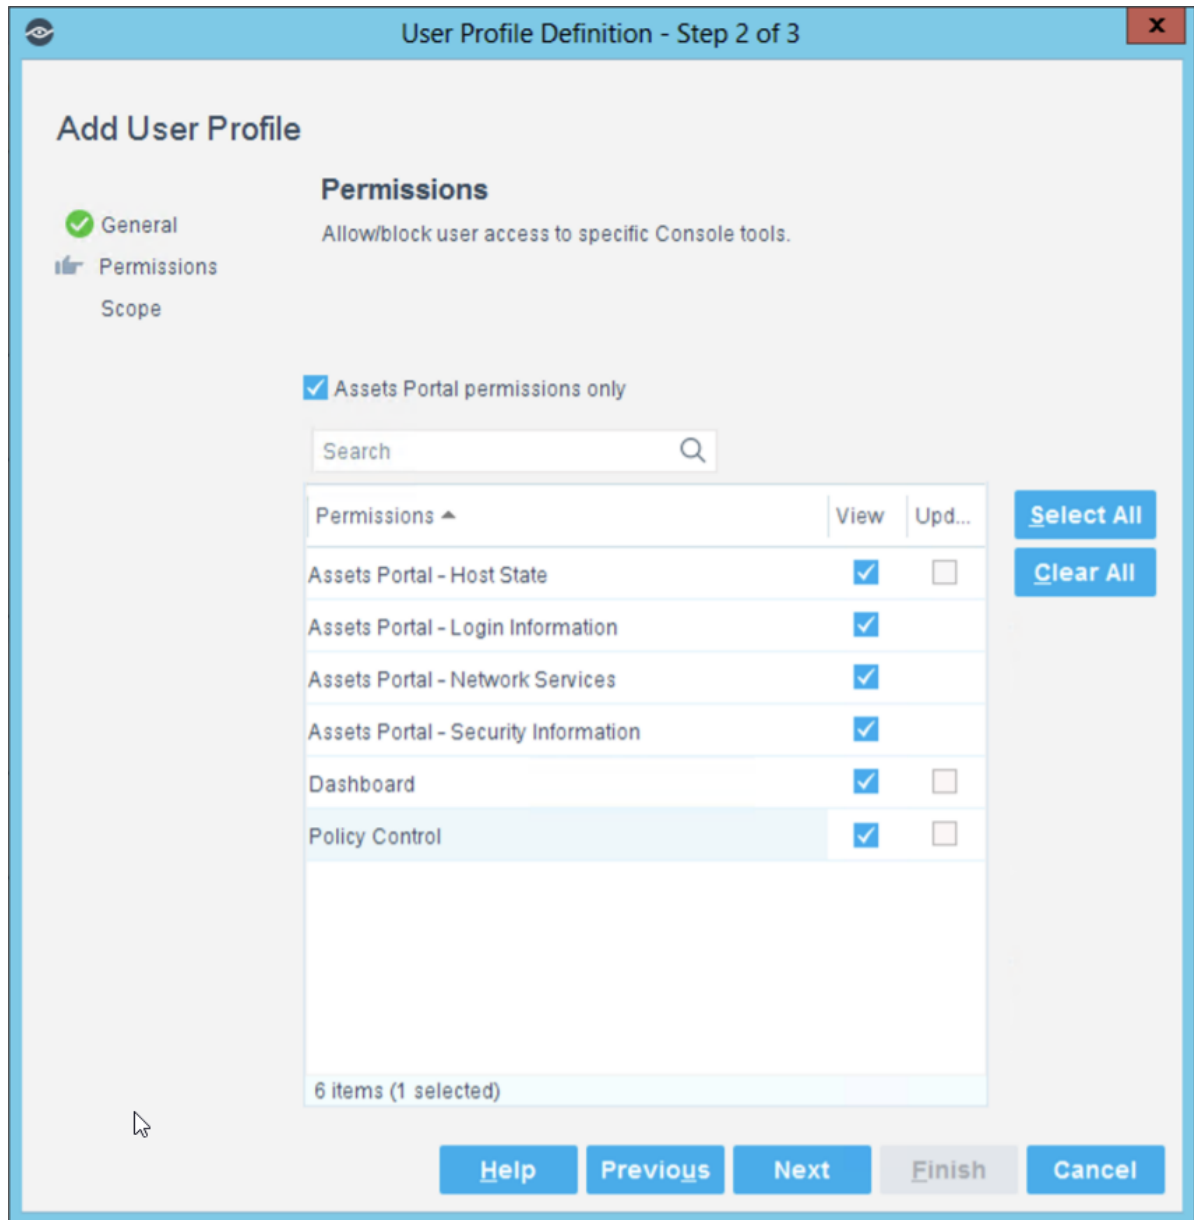 User Profile Definition - Step 2 of 3
x
Add User Profile
General
Permissions
Scope
Permissions
Allow/block user access to specific Console tools.
Assets Portal permissions only
Search
Permissions View Upd...
Assets Portal - Host State
Assets Portal - Login Information
Assets Portal - Network Services
Assets Portal - Security Information
Dashboard
Policy Control
6 items (1 selected)
Select All
Clear All
Help Previous Next Finish Cancel